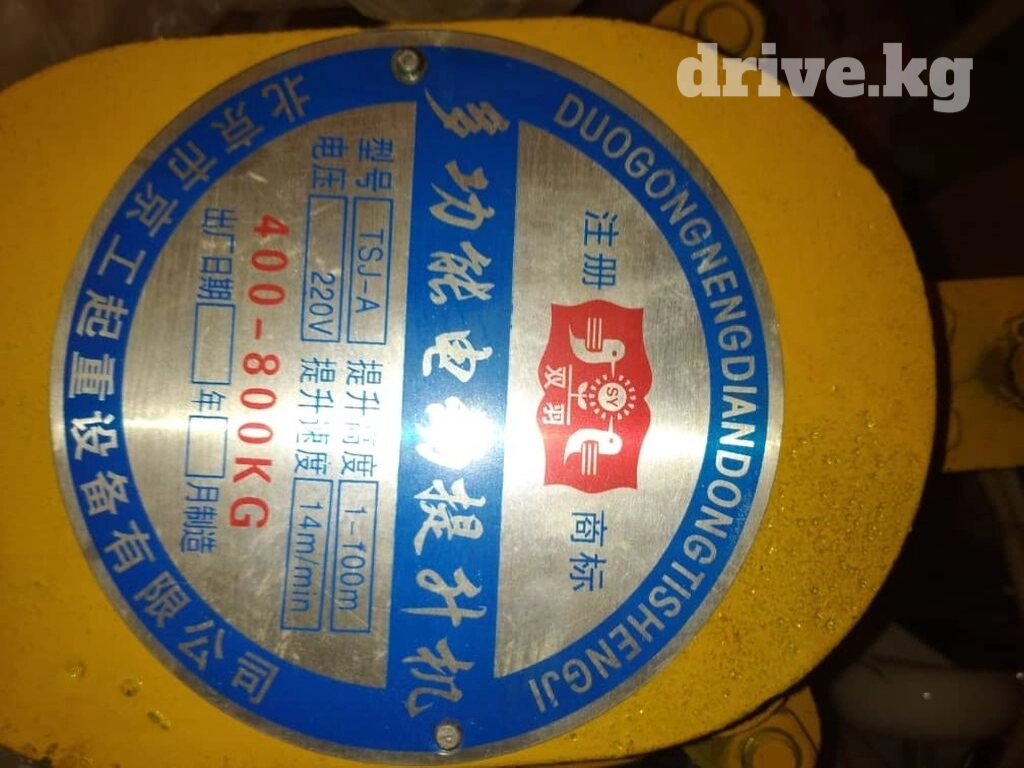 drive.kg
DUOGONGNENGDIANDONGTISHENGJI
注册
双羽
SY
商标
多功能电动提升机
型号 TSJ-A 提升高度 1-100m
电压 220V 提升速度 14m/min
400-800KG
出厂日期 年 月制造
北京市京工起重设备有限公司